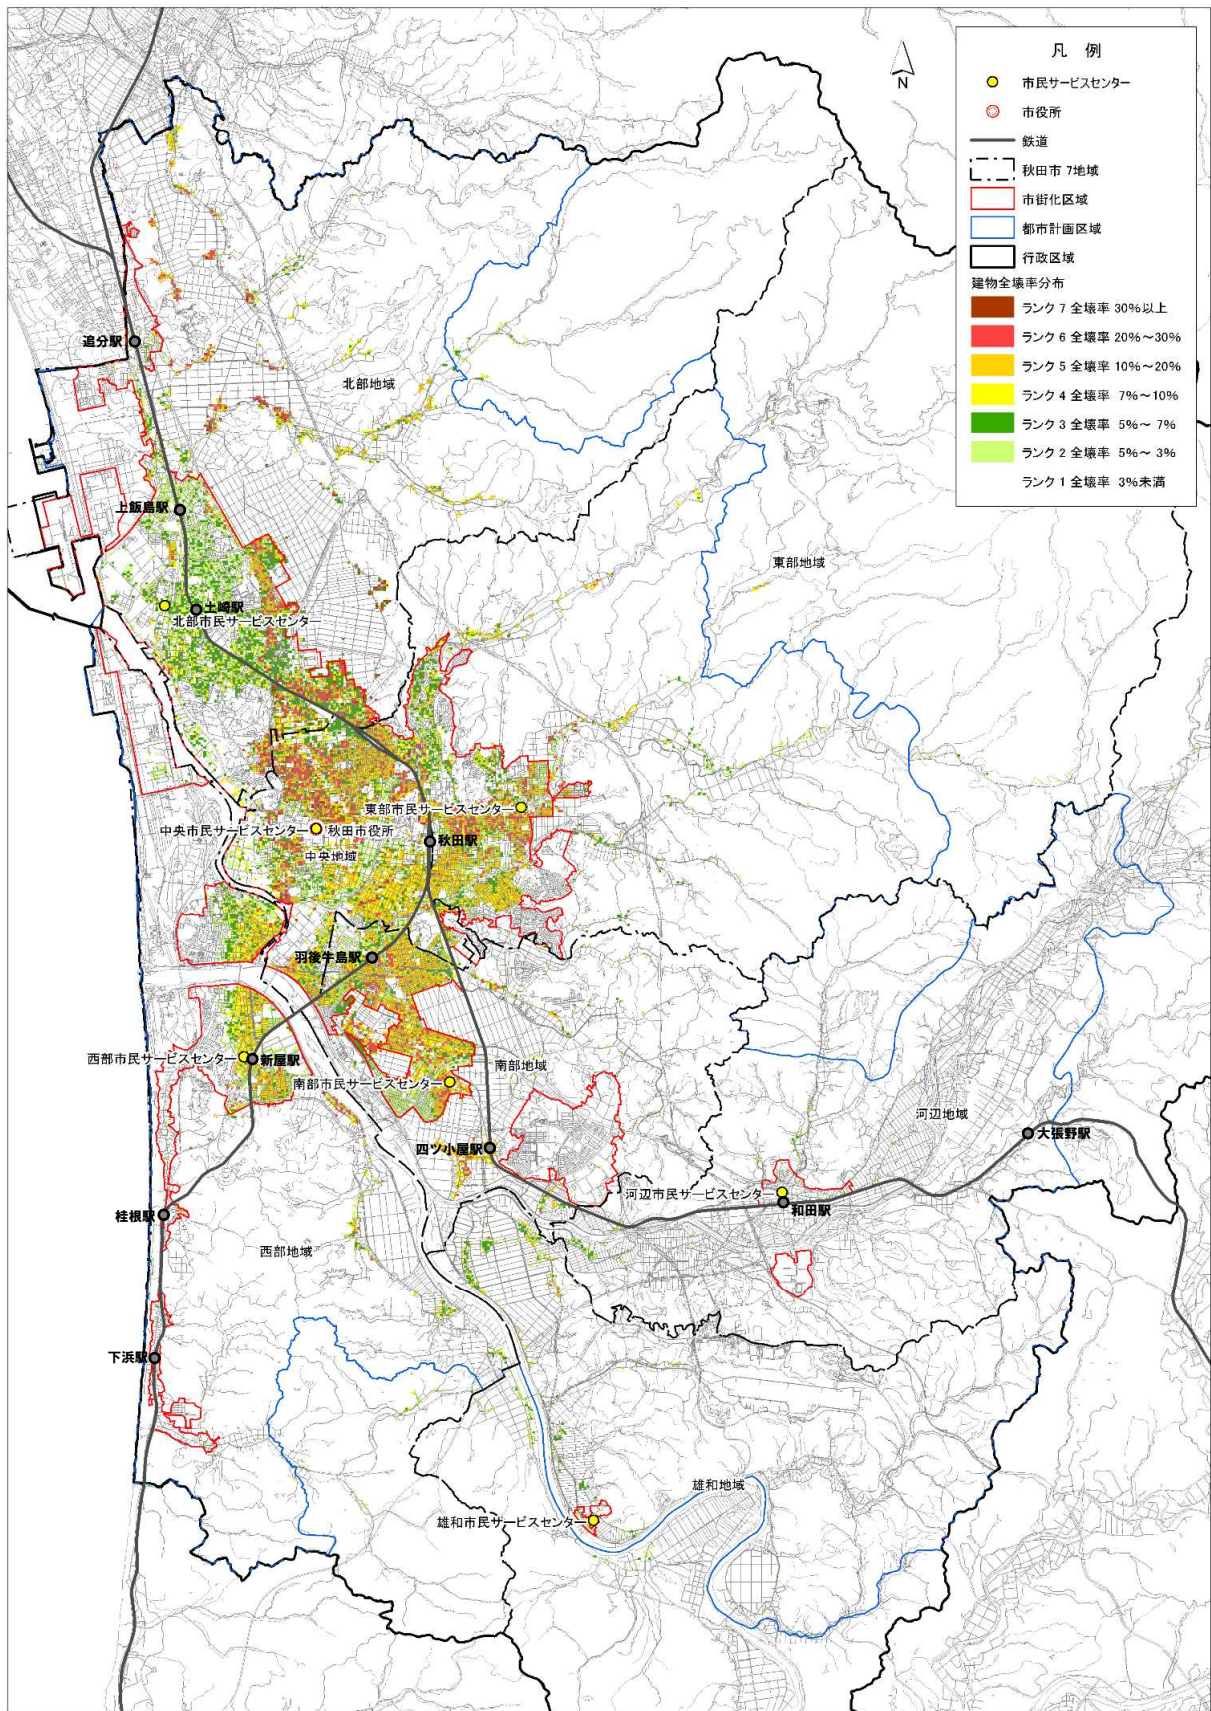 凡 例
市民サービスセンター
市役所
鉄道
秋田市 7地域
市街化区域
都市計画区域
行政区域
建物全壊率分布
ランク 7 全壊率 30%以上
ランク 6 全壊率 20%～30%
ランク 5 全壊率 10%～20%
ランク 4 全壊率 7%～10%
ランク 3 全壊率 5%～ 7%
ランク 2 全壊率 5%～ 3%
ランク 1 全壊率 3%未満
N
追分駅
北部地域
上飯島駅
東部地域
土崎駅
北部市民サービスセンター
東部市民サービスセンター
中央市民サービスセンター
秋田市役所
秋田駅
中央地域
羽後牛島駅
西部市民サービスセンター
新屋駅
南部地域
南部市民サービスセンター
河辺地域
大張野駅
四ツ小屋駅
河辺市民サービスセンター
和田駅
桂根駅
西部地域
下浜駅
雄和地域
雄和市民サービスセンター